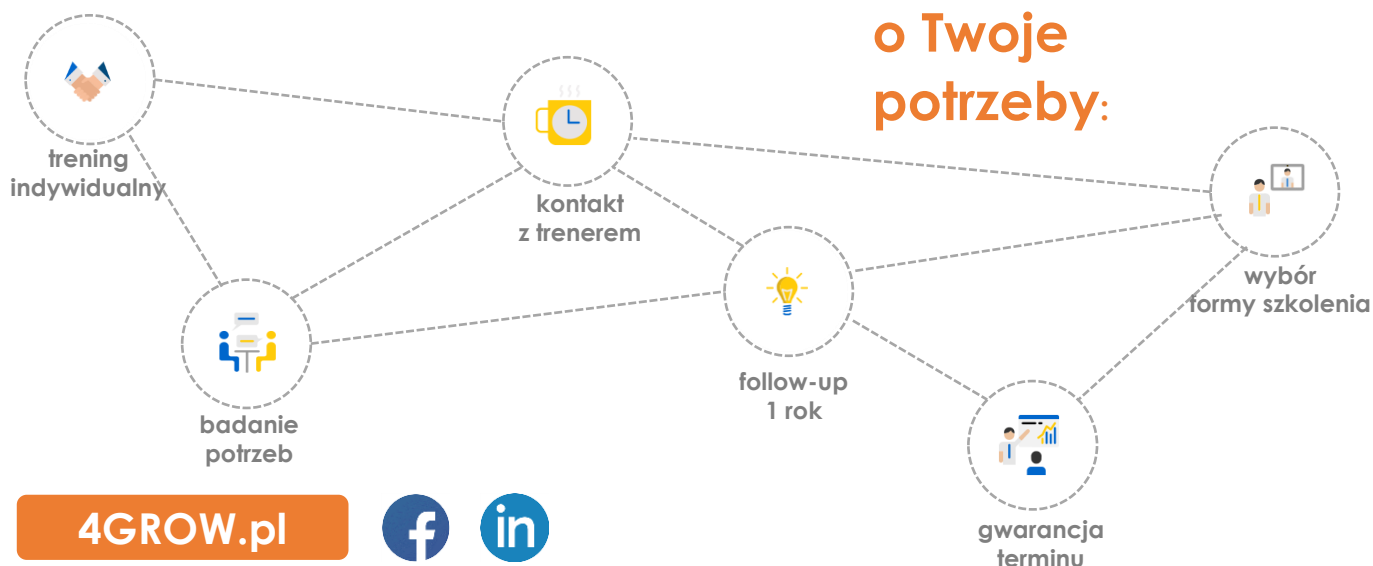 o Twoje
potrzeby:
trening
indywidualny
kontakt
z trenerem
wybór
formy szkolenia
follow-up
1 rok
badanie
potrzeb
gwarancja
terminu
4GROW.pl
f
in